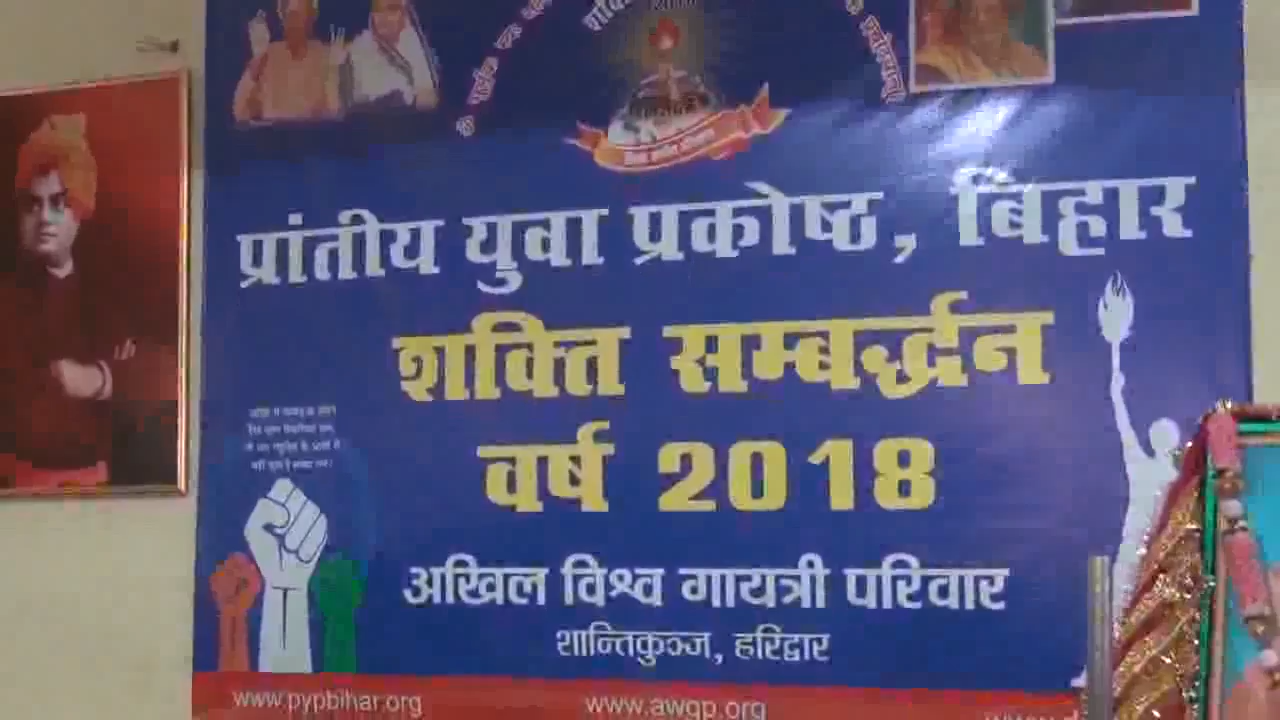 प्रांतीय युवा प्रकोष्ठ, बिहार
शक्ति सम्बर्द्धन
वर्ष 2018
अखिल विश्व गायत्री परिवार
शान्तिकुञ्ज, हरिद्वार
www.pypbihar.org www.awgp.org